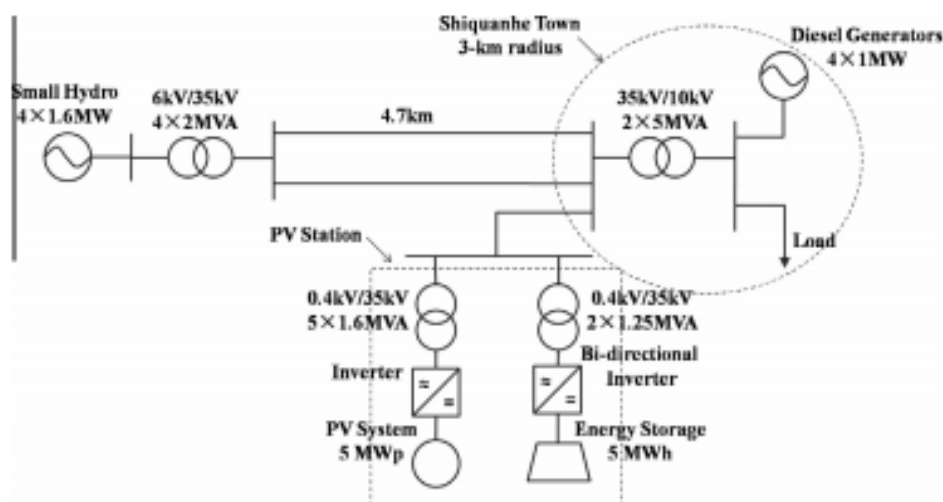 Shiquanhe Town
3-km radius
Diesel Generators
4×1MW
Small Hydro
4×1.6MW
6kV/35kV
4×2MVA
4.7km
35kV/10kV
2×5MVA
Load
PV Station
0.4kV/35kV
5×1.6MVA
0.4kV/35kV
2×1.25MVA
Inverter
Bi-directional
Inverter
PV System
5 MWp
Energy Storage
5 MWh